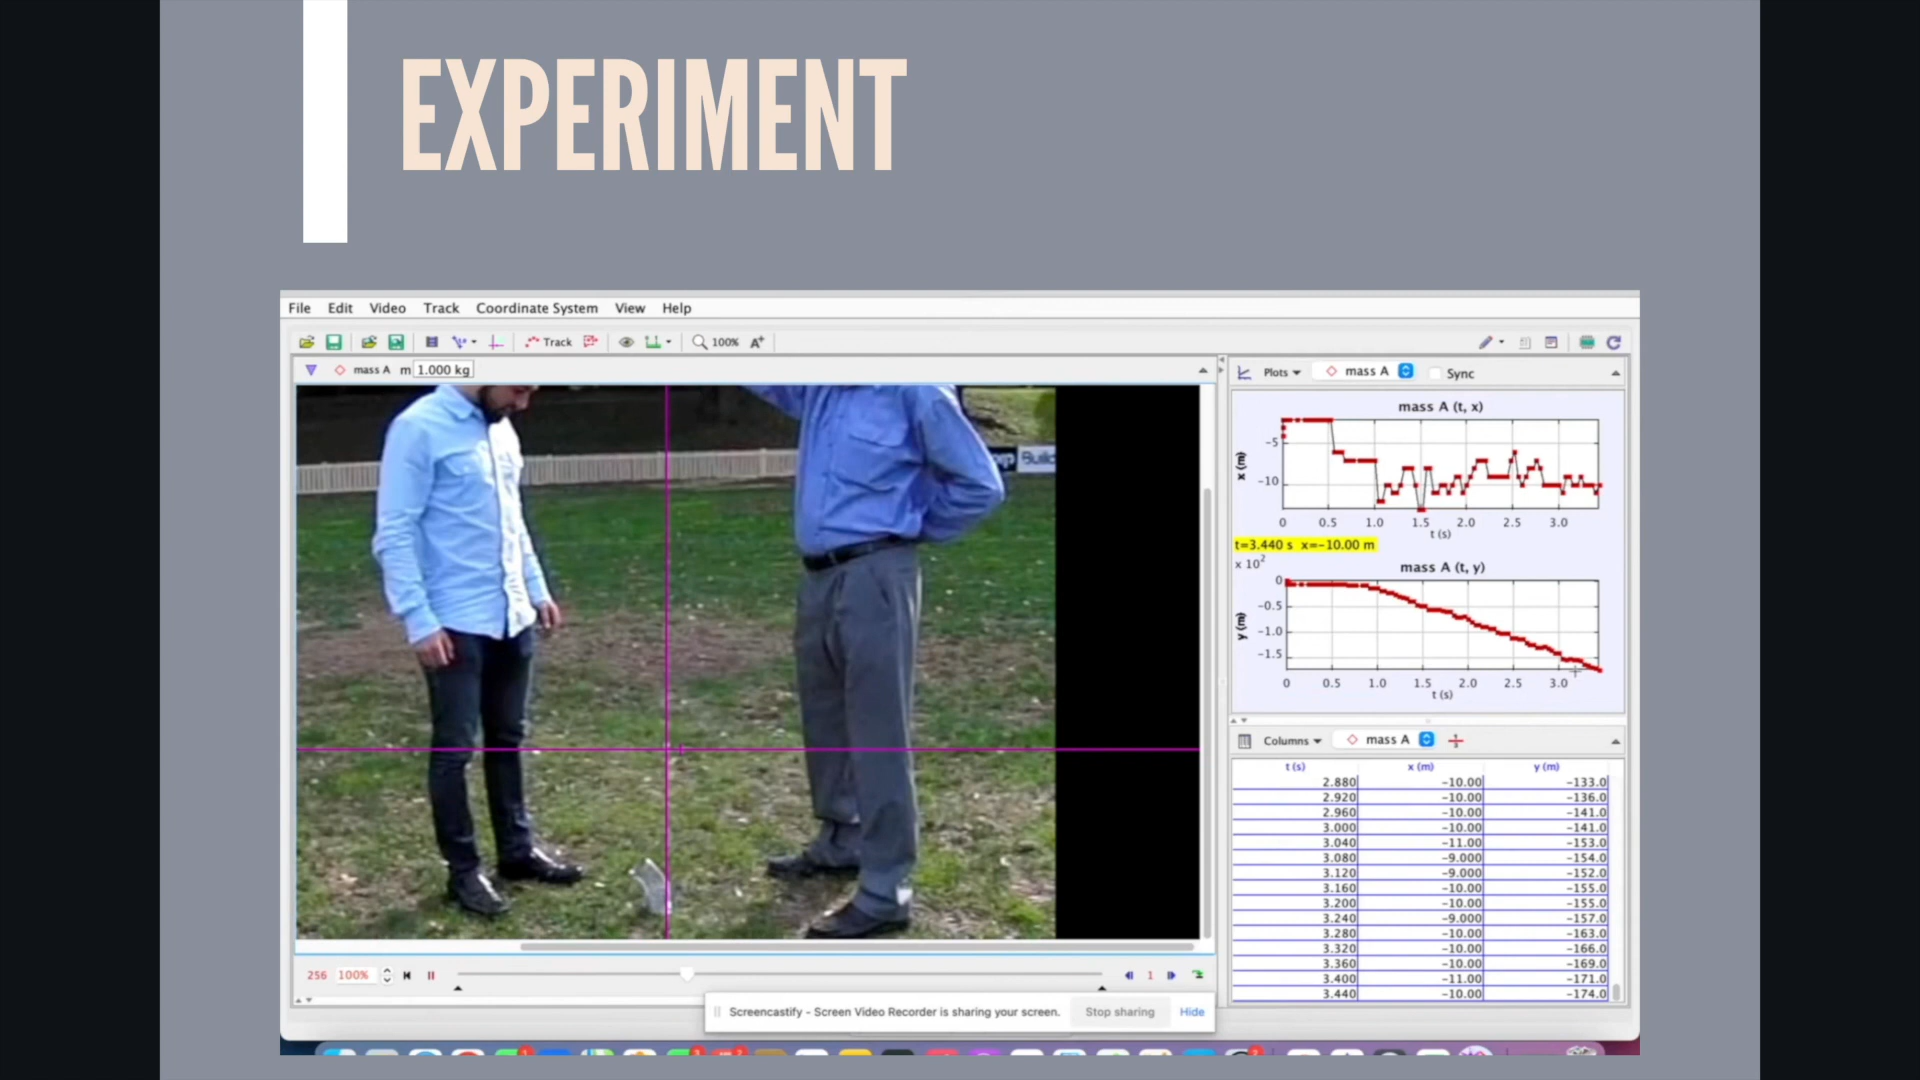 EXPERIMENT
File Edit Video Track Coordinate System View Help
Track 100% A+
mass A m 1.000 kg
Plots mass A Sync
mass A (t, x)
x (m)
-5
-10
0 0.5 1.0 1.5 2.0 2.5 3.0
t (s)
t=3.440 s x=-10.00 m
x 10²
mass A (t, y)
y (m)
0
-0.5
-1.0
-1.5
0 0.5 1.0 1.5 2.0 2.5 3.0
t (s)
Columns mass A
t (s) x (m) y (m)
2.880 -10.00 -133.0
2.920 -10.00 -136.0
2.960 -10.00 -141.0
3.000 -10.00 -141.0
3.040 -11.00 -153.0
3.080 -9.000 -154.0
3.120 -9.000 -152.0
3.160 -10.00 -155.0
3.200 -10.00 -155.0
3.240 -9.000 -157.0
3.280 -10.00 -163.0
3.320 -10.00 -166.0
3.360 -10.00 -169.0
3.400 -11.00 -171.0
3.440 -10.00 -174.0
256 100% 1
Screencastify - Screen Video Recorder is sharing your screen. Stop sharing Hide